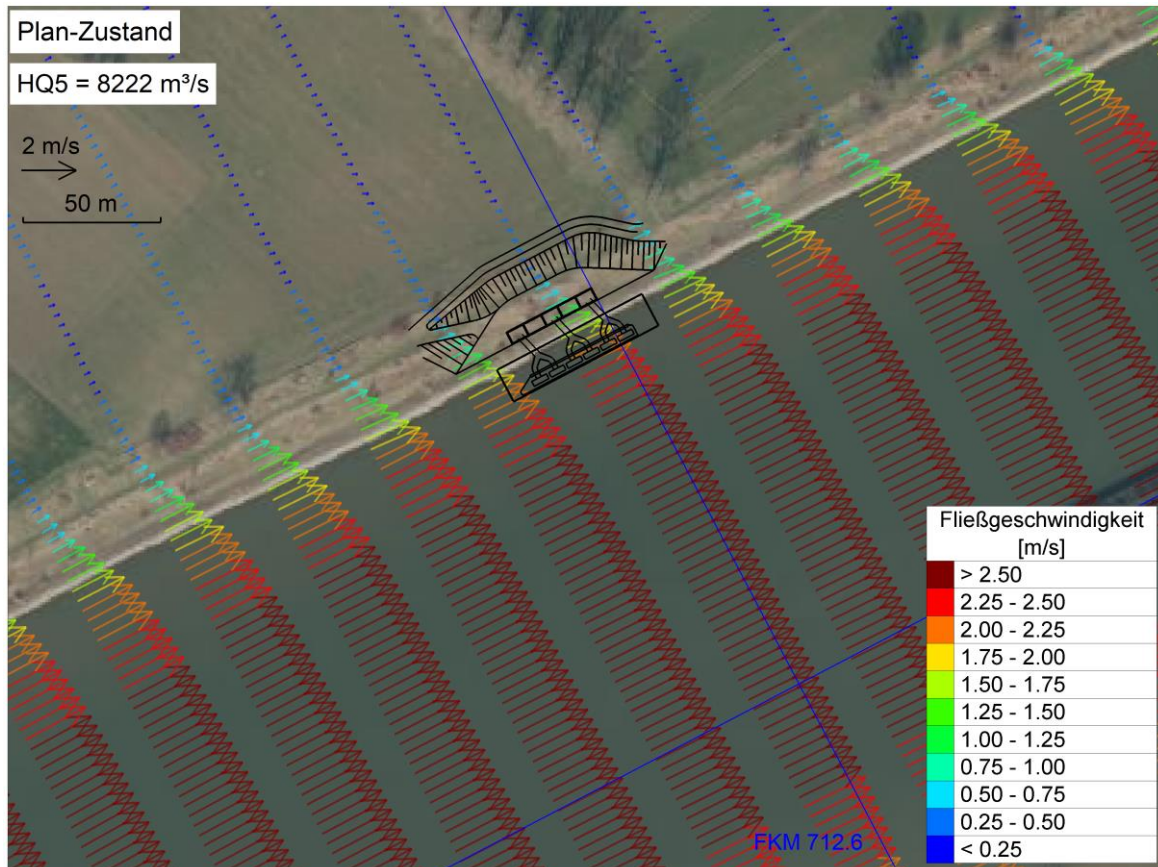 Plan-Zustand
HQ5 = 8222 m³/s
2 m/s
50 m
Fließgeschwindigkeit
[m/s]
> 2.50
2.25 - 2.50
2.00 - 2.25
1.75 - 2.00
1.50 - 1.75
1.25 - 1.50
1.00 - 1.25
0.75 - 1.00
0.50 - 0.75
0.25 - 0.50
< 0.25
FKM 712.6